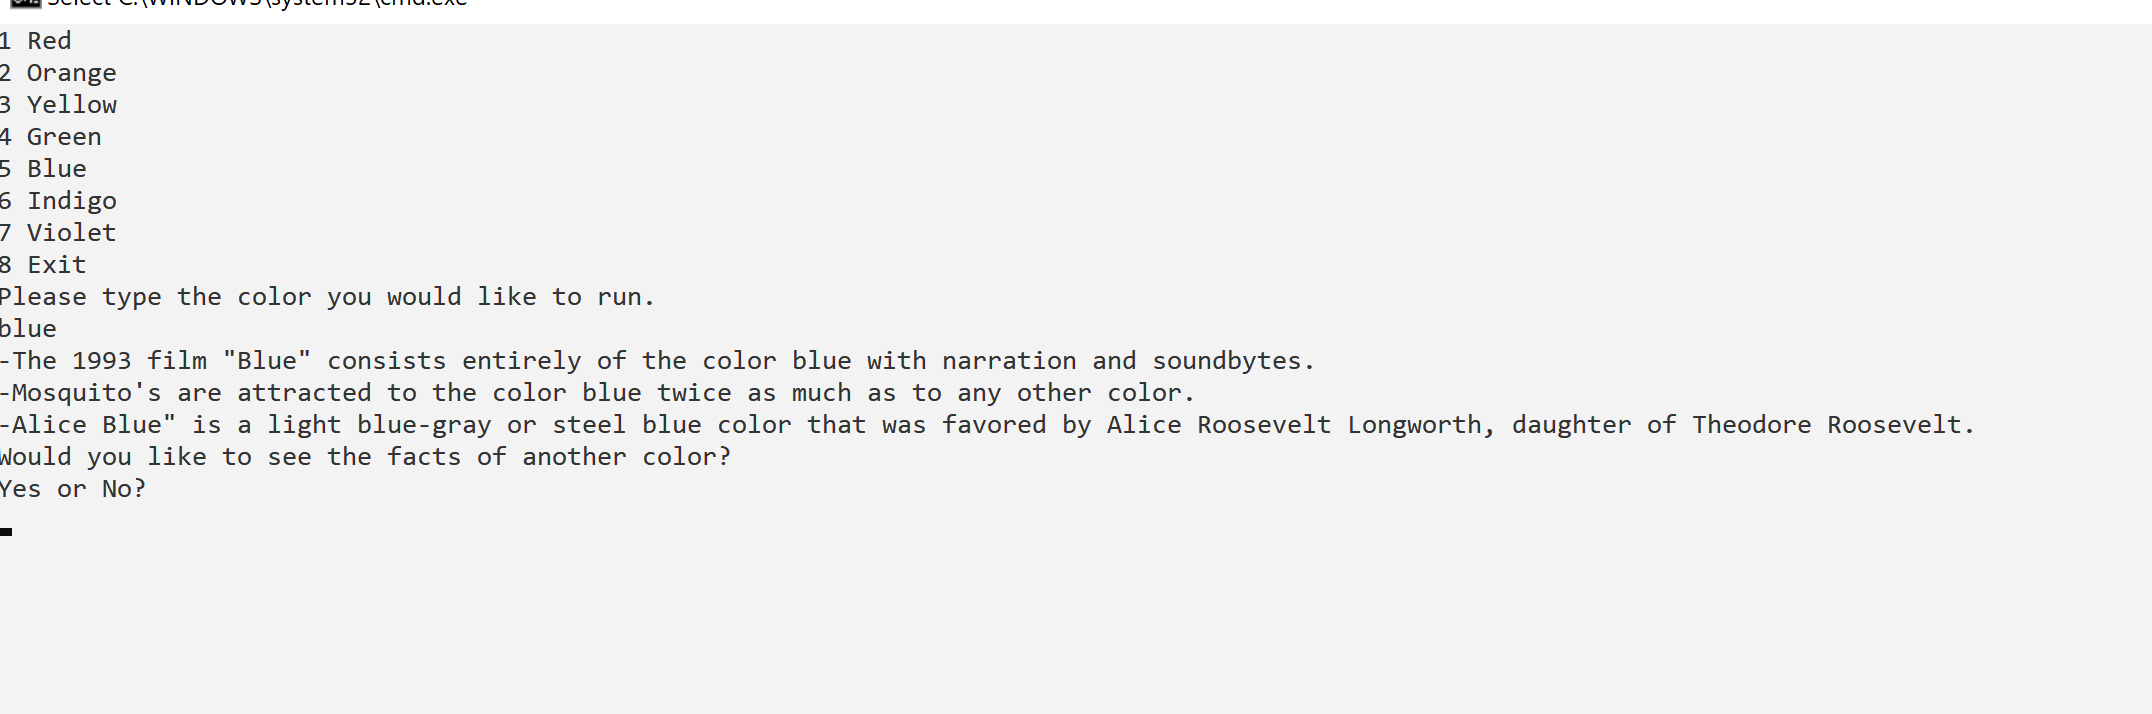 Select C:\WINDOWS\system32\cmd.exe
1 Red
2 Orange
3 Yellow
4 Green
5 Blue
6 Indigo
7 Violet
8 Exit
Please type the color you would like to run.
blue
-The 1993 film "Blue" consists entirely of the color blue with narration and soundbytes.
-Mosquito's are attracted to the color blue twice as much as to any other color.
-Alice Blue" is a light blue-gray or steel blue color that was favored by Alice Roosevelt Longworth, daughter of Theodore Roosevelt.
Would you like to see the facts of another color?
Yes or No?